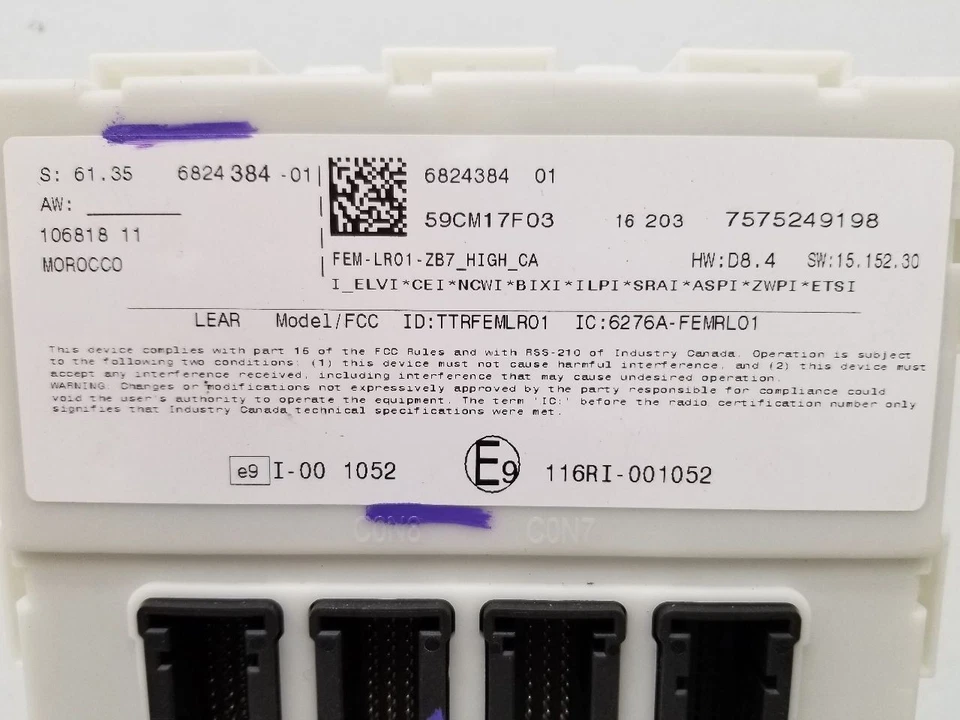 S: 61.35 6824 384 -01
AW:
106818 11
MOROCCO
6824384 01
59CM17F03 16 203 7575249198
FEM-LR01-ZB7_HIGH_CA HW:D8.4 SW:15.152.30
I_ELVI*CEI*NCWI*BIXI*ILPI*SRAI*ASPI*ZWPI*ETSI
LEAR Model/FCC ID:TTRFEMLR01 IC:6276A-FEMRL01
This device complies with part 15 of the FCC Rules and with RSS-210 of Industry Canada. Operation is subject
to the following two conditions: (1) this device must not cause harmful interference, and (2) this device must
accept any interference received, including interference that may cause undesired operation.
WARNING. Changes or modifications not expressively approved by the party responsible for compliance could
void the user's authority to operate the equipment. The term 'IC:' before the radio certification number only
signifies that Industry Canada technical specifications were met.
e9 I-00 1052 E9 116RI-001052
CON8 CON7